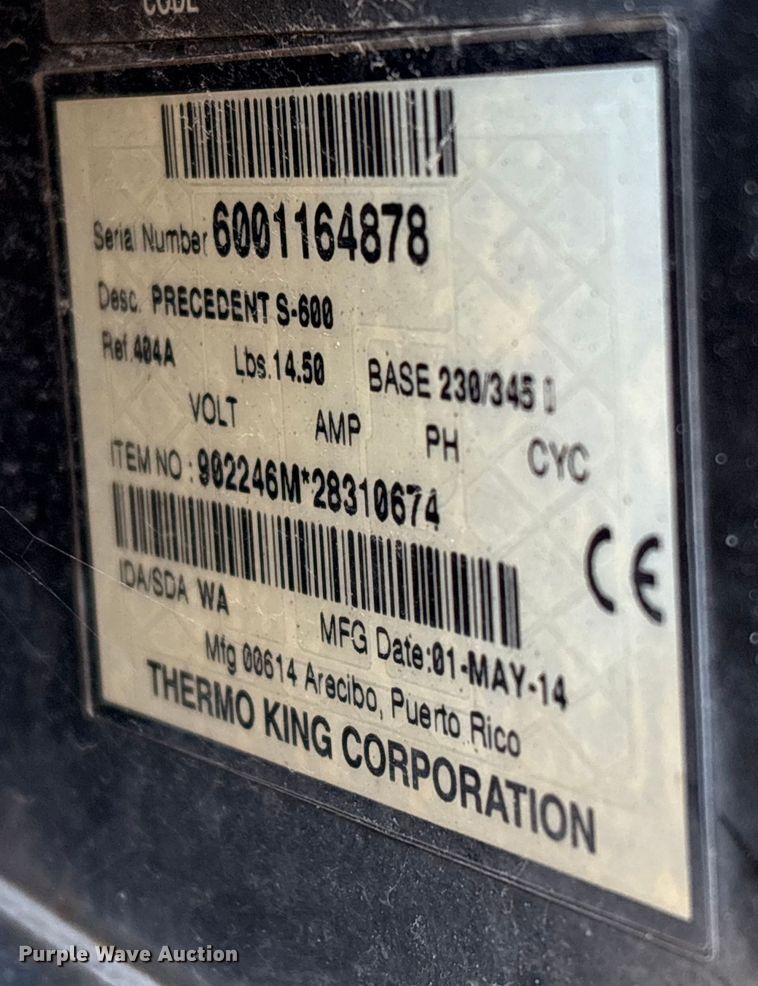 CODE
Serial Number 6001164878
Desc. PRECEDENT S-600
Ref.404A Lbs.14.50 BASE 230/345
VOLT AMP PH CYC
ITEM NO : 902246M*28310674
CE
IDA/SDA WA MFG Date:01-MAY-14
Mfg 00614 Arecibo, Puerto Rico
THERMO KING CORPORATION
Purple Wave Auction